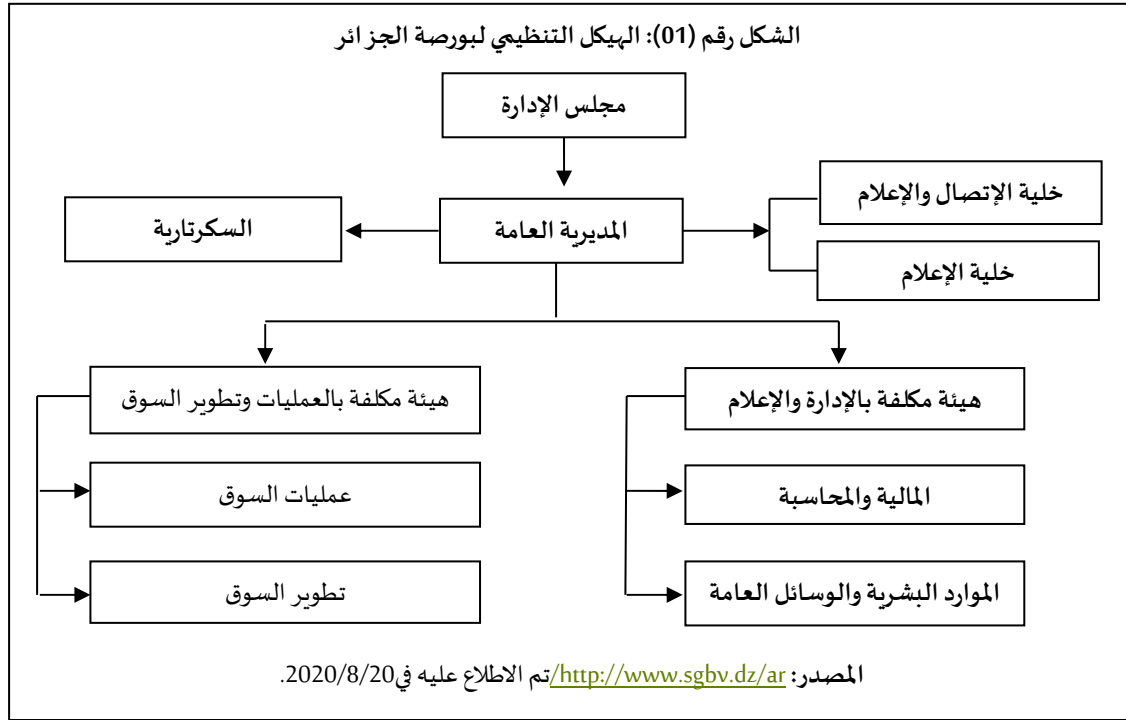 الشكل رقم (01): الهيكل التنظيمي لبورصة الجزائر
مجلس الإدارة
خلية الإتصال والإعلام
المديرية العامة
السكرتارية
خلية الإعلام
هيئة مكلفة بالإدارة والإعلام
هيئة مكلفة بالعمليات وتطوير السوق
المالية والمحاسبة
عمليات السوق
الموارد البشرية والوسائل العامة
تطوير السوق
المصدر: http://www.sgbv.dz/ar/تم الاطلاع عليه في2020/8/20.